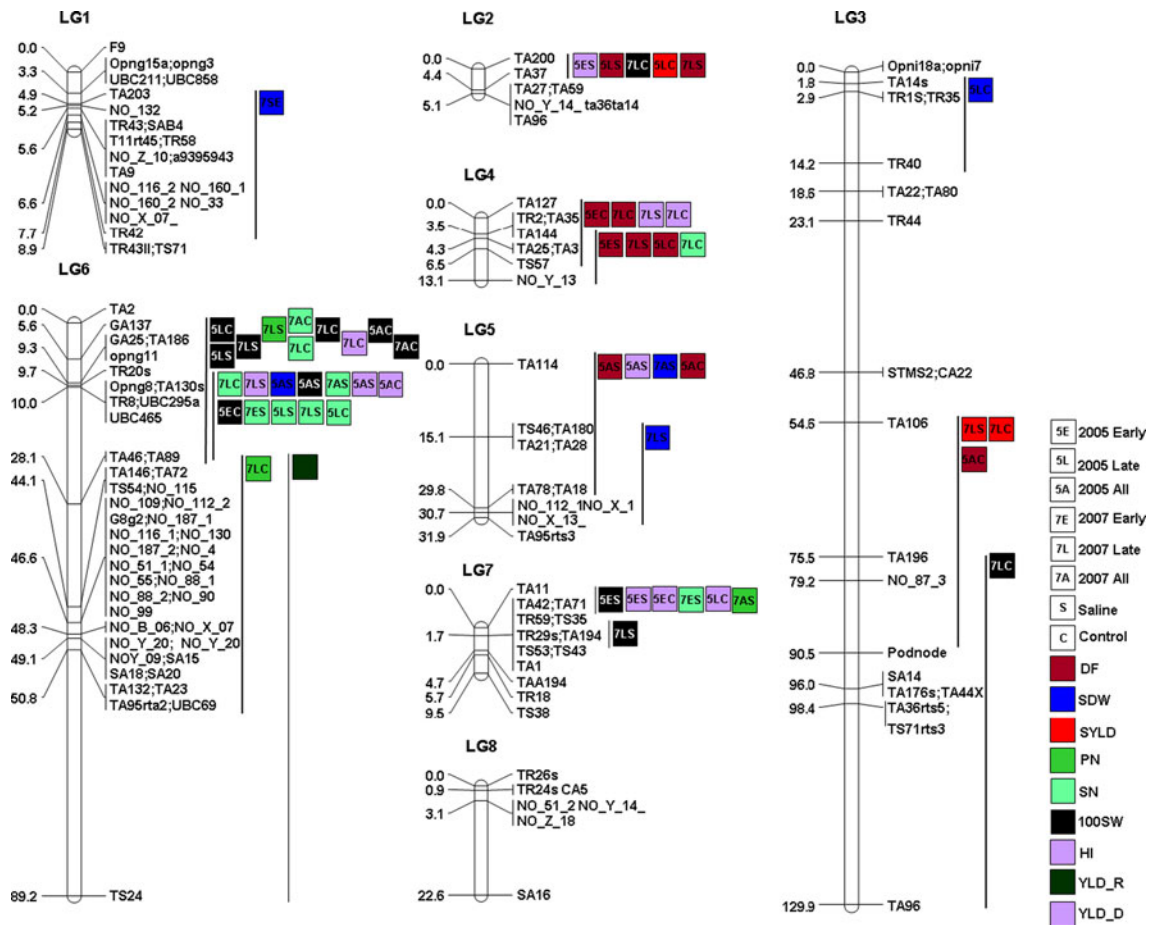 LG1
0.0 F9
3.3 Opng15a;opng3
UBC211;UBC858
4.9 TA203
5.2 NO_132
5.6 TR43;SAB4
T11rt45;TR58
NO_Z_10;a9395943
TA9
6.6 NO_116_2 NO_160_1
NO_160_2 NO_33
NO_X_07_
7.7 TR42
8.9 TR43II;TS71
7SE
LG6
0.0 TA2
5.6 GA137
9.3 GA25;TA186
opng11
9.7 TR20s
10.0 Opng8;TA130s
TR8;UBC295a
UBC465
28.1 TA46;TA89
44.1 TA146;TA72
TS54;NO_115
46.6 NO_109;NO_112_2
G8g2;NO_187_1
NO_116_1;NO_130
NO_187_2;NO_4
NO_51_1;NO_54
NO_55;NO_88_1
NO_88_2;NO_90
NO_99
48.3 NO_B_06;NO_X_07
NO_Y_20; NO_Y_20
49.1 NOY_09;SA15
SA18;SA20
50.8 TA132;TA23
TA95rta2;UBC69
89.2 TS24
5LC 7LS 7AC 7LC 5AC
5LS 7LS 7LC 7LC 7AC
7LC 7LS 5AS 5AS 7AS 5AS 5AC
5EC 7ES 5LS 7LS 5LC
7LC
LG2
0.0 TA200
4.4 TA37
5.1 TA27;TA59
NO_Y_14_ ta36ta14
TA96
5ES 5LS 7LC 5LC 7LS
LG4
0.0 TA127
3.5 TR2;TA35
TA144
4.3 TA25;TA3
6.5 TS57
13.1 NO_Y_13
5EC 7LC 7LS 7LC
5ES 7LS 5LC 7LC
LG5
0.0 TA114
15.1 TS46;TA180
TA21;TA28
29.8 TA78;TA18
30.7 NO_112_1NO_X_1
NO_X_13_
31.9 TA95rts3
5AS 5AS 7AS 5AC
7LS
LG7
0.0 TA11
TA42;TA71
TR59;TS35
1.7 TR29s;TA194
TS53;TS43
TA1
4.7 TAA194
5.7 TR18
9.5 TS38
5ES 5ES 5EC 7ES 5LC 7AS
7LS
LG8
0.0 TR26s
0.9 TR24s CA5
3.1 NO_51_2 NO_Y_14_
NO_Z_18
22.6 SA16
LG3
0.0 Opni18a;opni7
1.8 TA14s
2.9 TR1S;TR35
14.2 TR40
18.6 TA22;TA80
23.1 TR44
46.8 STMS2;CA22
54.6 TA106
75.5 TA196
79.2 NO_87_3
90.5 Podnode
96.0 SA14
TA176s;TA44X
98.4 TA36rts5;
TS71rts3
129.9 TA96
5LC
7LS 7LC
5AC
7LC
5E 2005 Early
5L 2005 Late
5A 2005 All
7E 2007 Early
7L 2007 Late
7A 2007 All
S Saline
C Control
DF
SDW
SYLD
PN
SN
100SW
HI
YLD_R
YLD_D